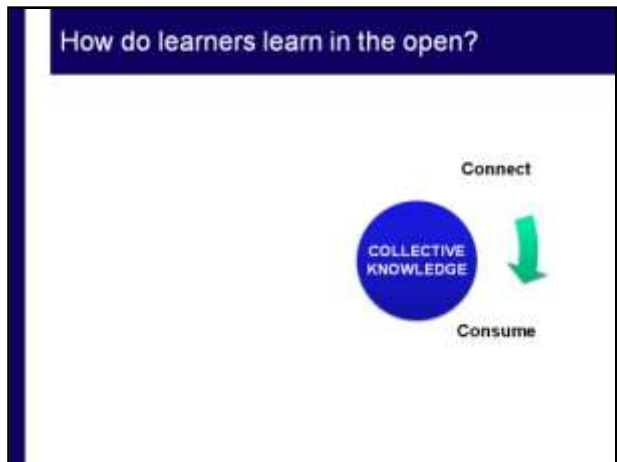 How do learners learn in the open?
Connect
COLLECTIVE
KNOWLEDGE
Consume